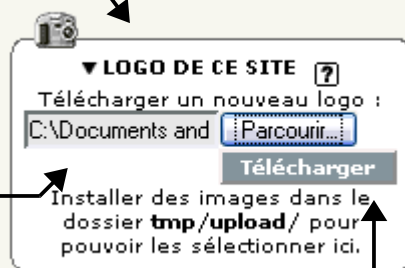 ▼LOGO DE CE SITE ?
Télécharger un nouveau logo :
C:\Documents and Parcourir...
Télécharger
Installer des images dans le
dossier tmp/upload/ pour
pouvoir les sélectionner ici.